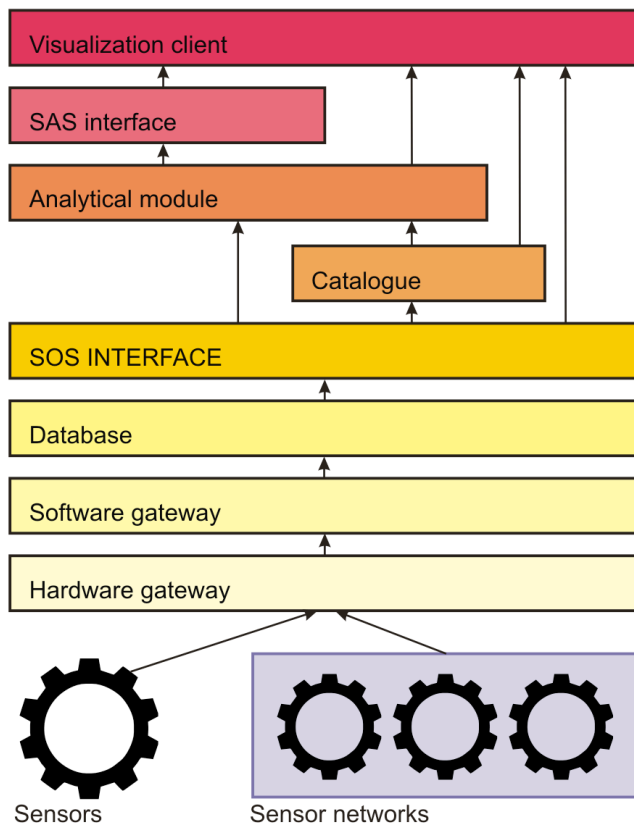 Visualization client
SAS interface
Analytical module
Catalogue
SOS INTERFACE
Database
Software gateway
Hardware gateway
Sensors
Sensor networks